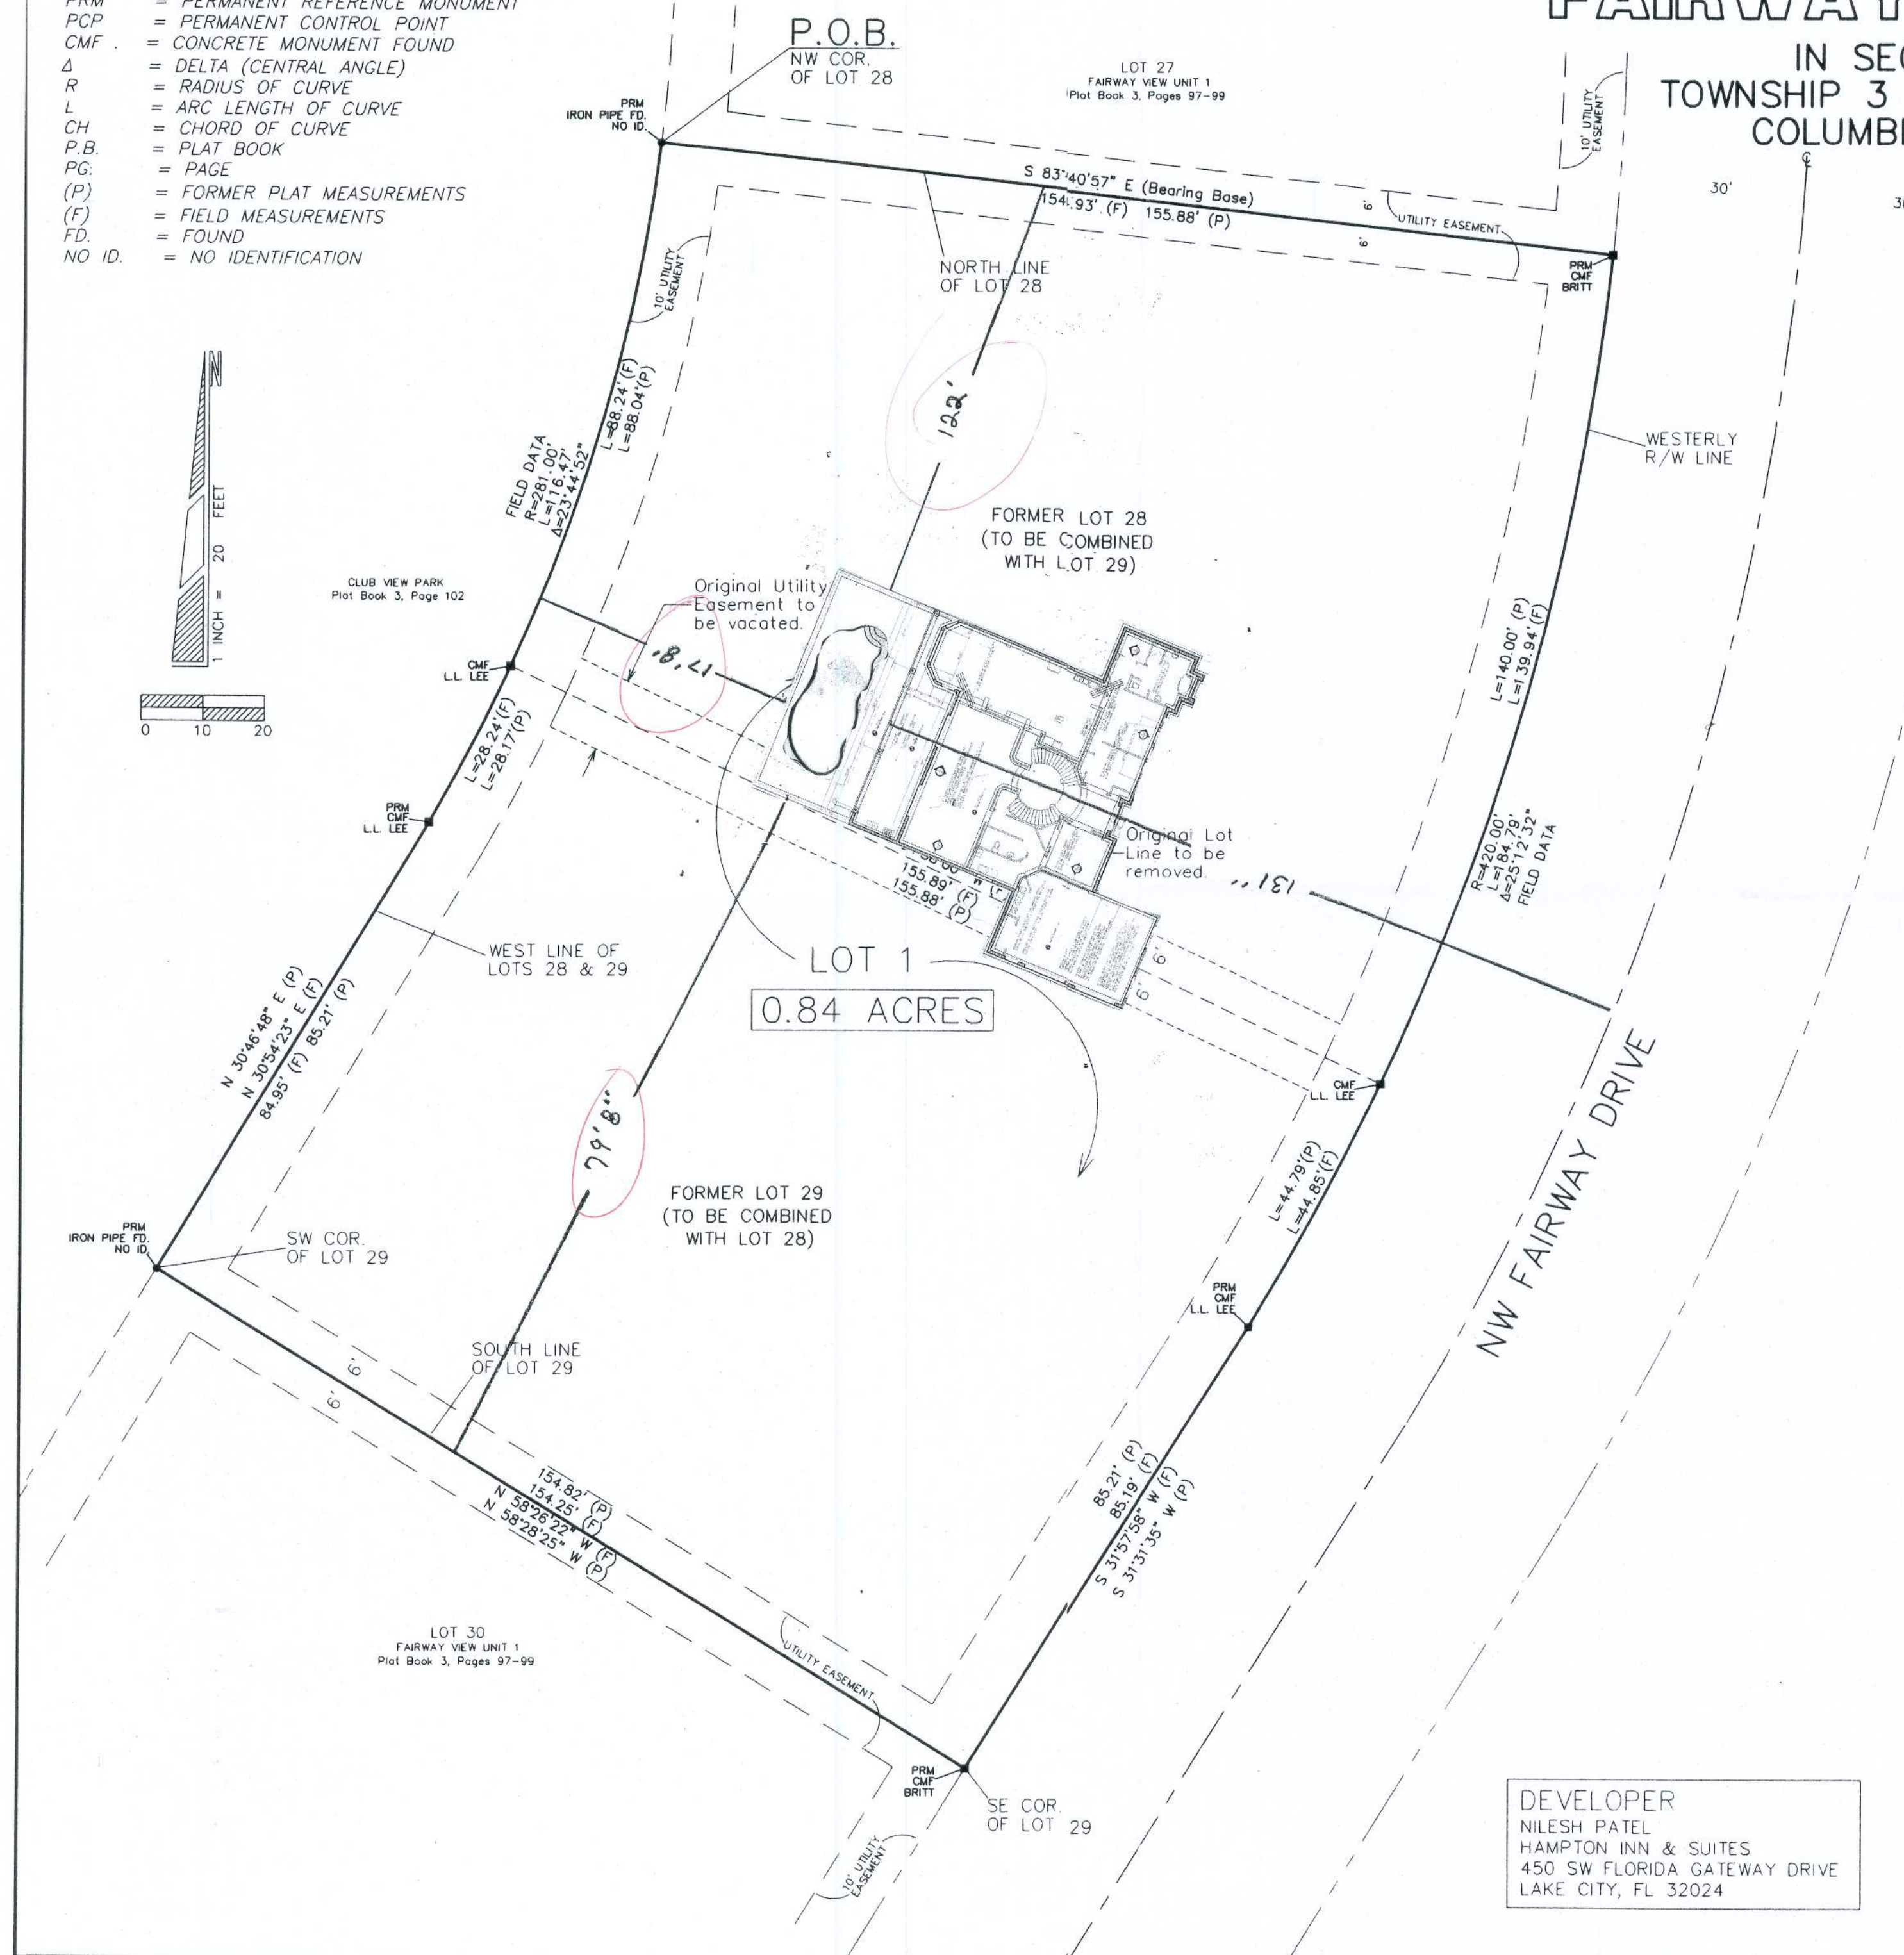 PRM = PERMANENT REFERENCE MONUMENT
PCP = PERMANENT CONTROL POINT
CMF . = CONCRETE MONUMENT FOUND
Δ = DELTA (CENTRAL ANGLE)
R = RADIUS OF CURVE
L = ARC LENGTH OF CURVE
CH = CHORD OF CURVE
P.B. = PLAT BOOK
PG. = PAGE
(P) = FORMER PLAT MEASUREMENTS
(F) = FIELD MEASUREMENTS
FD. = FOUND
NO ID. = NO IDENTIFICATION
P.O.B.
NW COR.
OF LOT 28
PRM
IRON PIPE FD.
NO ID.
LOT 27
FAIRWAY VIEW UNIT 1
Plat Book 3, Pages 97-99
10' UTILITY
EASEMENT
FAIRWAY
IN SEC
TOWNSHIP 3
COLUMB
℄
30'
S 83°40'57" E (Bearing Base)
154.93' (F) 155.88' (P)
6'
6'
UTILITY EASEMENT
PRM
CMF
BRITT
NORTH LINE
OF LOT 28
10' UTILITY
EASEMENT
N
1 INCH = 20 FEET
0 10 20
L=88.24'(F)
L=88.04'(P)
FIELD DATA
R=281.00'
L=116.47'
Δ=23°44'52"
122'
WESTERLY
R/W LINE
FORMER LOT 28
(TO BE COMBINED
WITH LOT 29)
CLUB VIEW PARK
Plat Book 3, Page 102
Original Utility
Easement to
be vacated.
17'8'
L=140.00' (P)
L=139.94'(F)
CMF
L.L. LEE
L=28.24'(F)
L=28.17'(P)
PRM
CMF
L.L. LEE
Original Lot
Line to be
removed.
131''
R=420.00'
L=184.79'
Δ=25°12'32"
FIELD DATA
155.89' (F)
155.88' (P)
WEST LINE OF
LOTS 28 & 29
LOT 1
0.84 ACRES
6'
6'
N 30°46'48" E (P)
N 30°54'23" E (F)
84.95' (F) 85.21' (P)
CMF
L.L. LEE
NW FAIRWAY DRIVE
79'8"
L=44.79'(P)
L=44.85'(F)
FORMER LOT 29
(TO BE COMBINED
WITH LOT 28)
PRM
IRON PIPE FD.
NO ID.
SW COR.
OF LOT 29
PRM
CMF
L.L. LEE
SOUTH LINE
OF LOT 29
6'
6'
154.82' (P)
154.25' (F)
N 58°26'22" W (F)
N 58°28'25" W (P)
85.21' (P)
85.19' (F)
S 31°57'58" W (F)
S 31°31'35" W (P)
LOT 30
FAIRWAY VIEW UNIT 1
Plat Book 3, Pages 97-99
UTILITY EASEMENT
PRM
CMF
BRITT
SE COR.
OF LOT 29
10' UTILITY
EASEMENT
DEVELOPER
NILESH PATEL
HAMPTON INN & SUITES
450 SW FLORIDA GATEWAY DRIVE
LAKE CITY, FL 32024